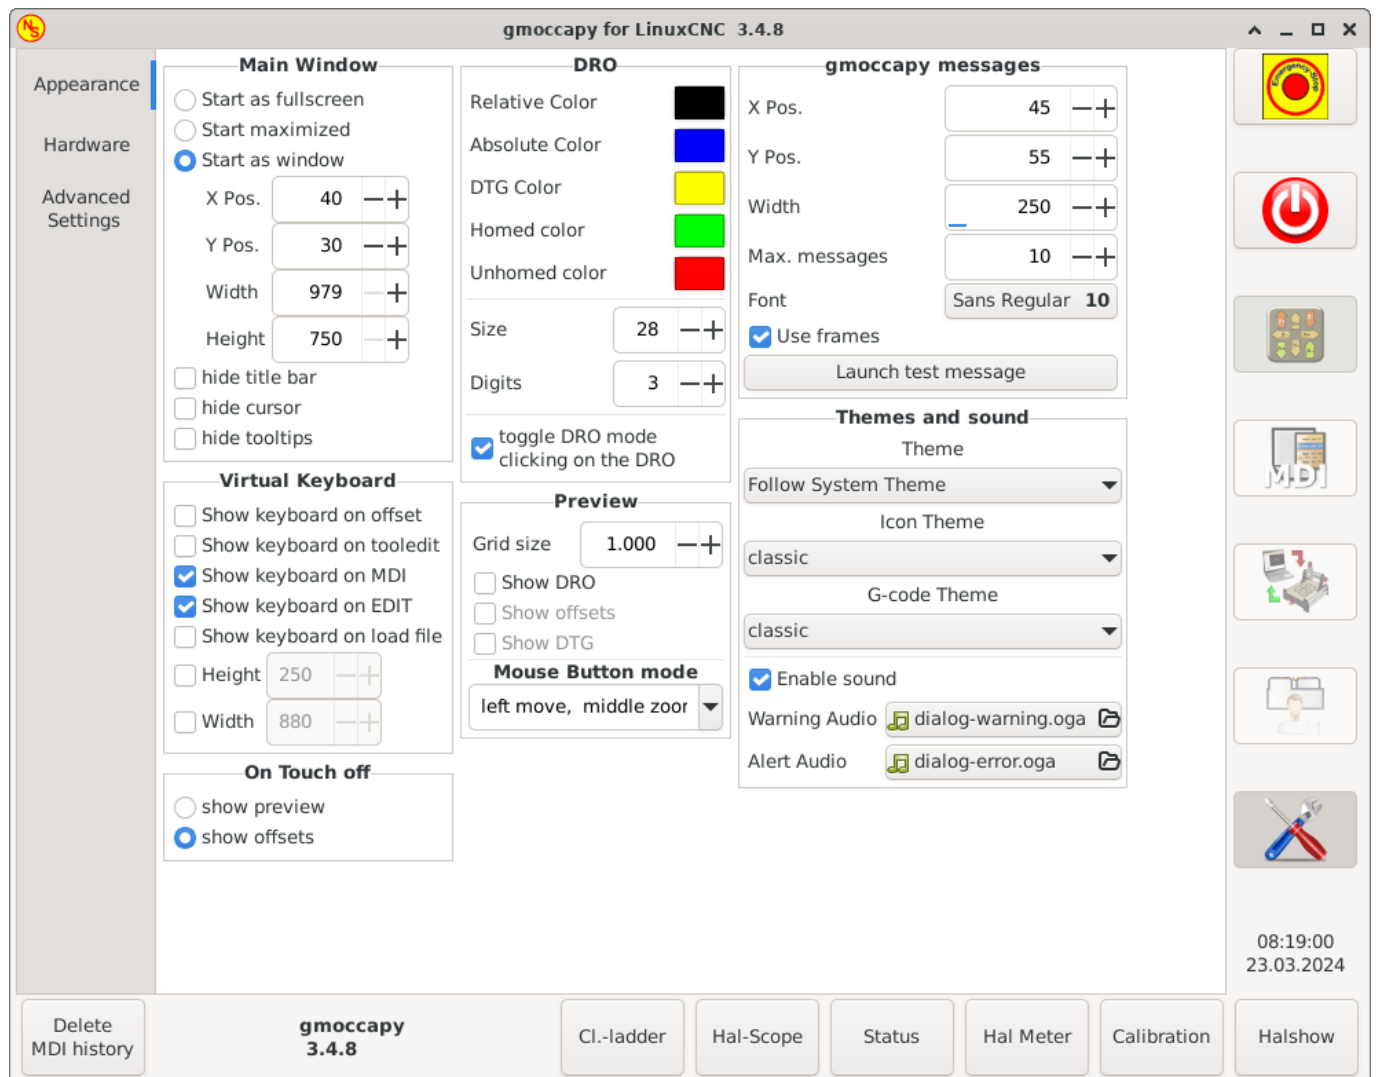 NS
gmoccapy for LinuxCNC 3.4.8
Appearance
Hardware
Advanced
Settings
Main Window
Start as fullscreen
Start maximized
Start as window
X Pos. 40
Y Pos. 30
Width 979
Height 750
hide title bar
hide cursor
hide tooltips
Virtual Keyboard
Show keyboard on offset
Show keyboard on tooledit
Show keyboard on MDI
Show keyboard on EDIT
Show keyboard on load file
Height 250
Width 880
On Touch off
show preview
show offsets
DRO
Relative Color
Absolute Color
DTG Color
Homed color
Unhomed color
Size 28
Digits 3
toggle DRO mode
clicking on the DRO
Preview
Grid size 1.000
Show DRO
Show offsets
Show DTG
Mouse Button mode
left move, middle zoor
gmoccapy messages
X Pos. 45
Y Pos. 55
Width 250
Max. messages 10
Font Sans Regular 10
Use frames
Launch test message
Themes and sound
Theme
Follow System Theme
Icon Theme
classic
G-code Theme
classic
Enable sound
Warning Audio dialog-warning.oga
Alert Audio dialog-error.oga
Emergency-Stop
MDI
08:19:00
23.03.2024
Delete
MDI history
gmoccapy
3.4.8
Cl.-ladder
Hal-Scope
Status
Hal Meter
Calibration
Halshow